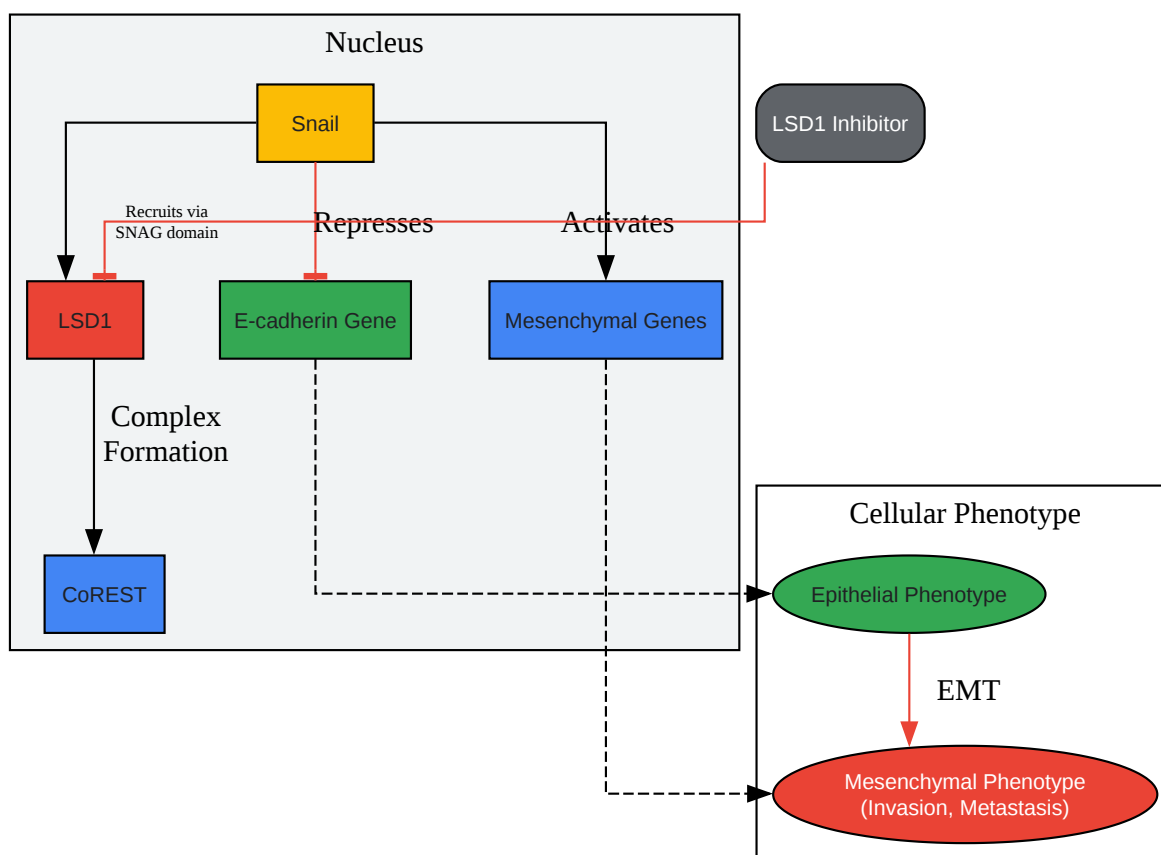 Nucleus
Snail
LSD1 Inhibitor
Recruits via
SNAG domain
Represses
Activates
LSD1
E-cadherin Gene
Mesenchymal Genes
Complex
Formation
Cellular Phenotype
CoREST
Epithelial Phenotype
EMT
Mesenchymal Phenotype
(Invasion, Metastasis)